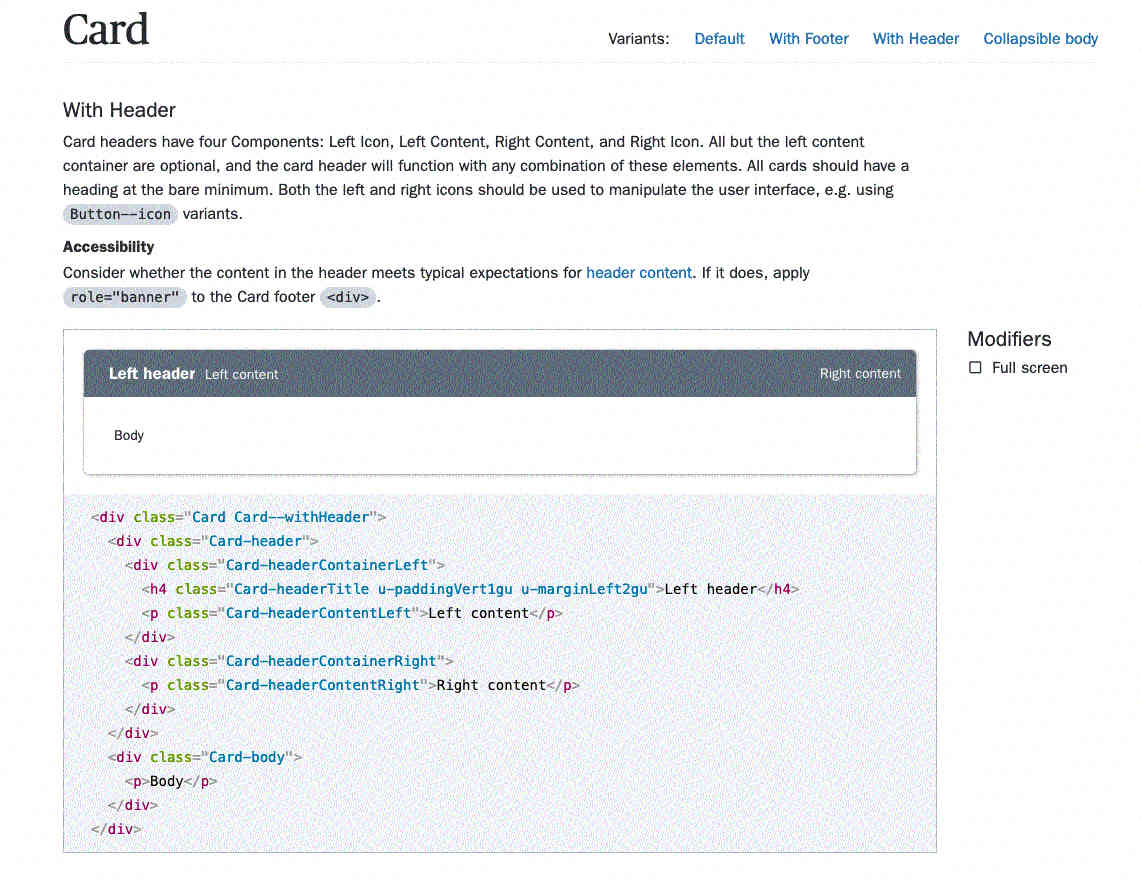 Card
Variants: Default With Footer With Header Collapsible body
With Header
Card headers have four Components: Left Icon, Left Content, Right Content, and Right Icon. All but the left content
container are optional, and the card header will function with any combination of these elements. All cards should have a
heading at the bare minimum. Both the left and right icons should be used to manipulate the user interface, e.g. using
Button--icon variants.
Accessibility
Consider whether the content in the header meets typical expectations for header content. If it does, apply
role="banner" to the Card footer <div>.
Modifiers
Full screen
Left header Left content Right content
Body
<div class="Card Card--withHeader">
<div class="Card-header">
<div class="Card-headerContainerLeft">
<h4 class="Card-headerTitle u-paddingVert1gu u-marginLeft2gu">Left header</h4>
<p class="Card-headerContentLeft">Left content</p>
</div>
<div class="Card-headerContainerRight">
<p class="Card-headerContentRight">Right content</p>
</div>
</div>
<div class="Card-body">
<p>Body</p>
</div>
</div>